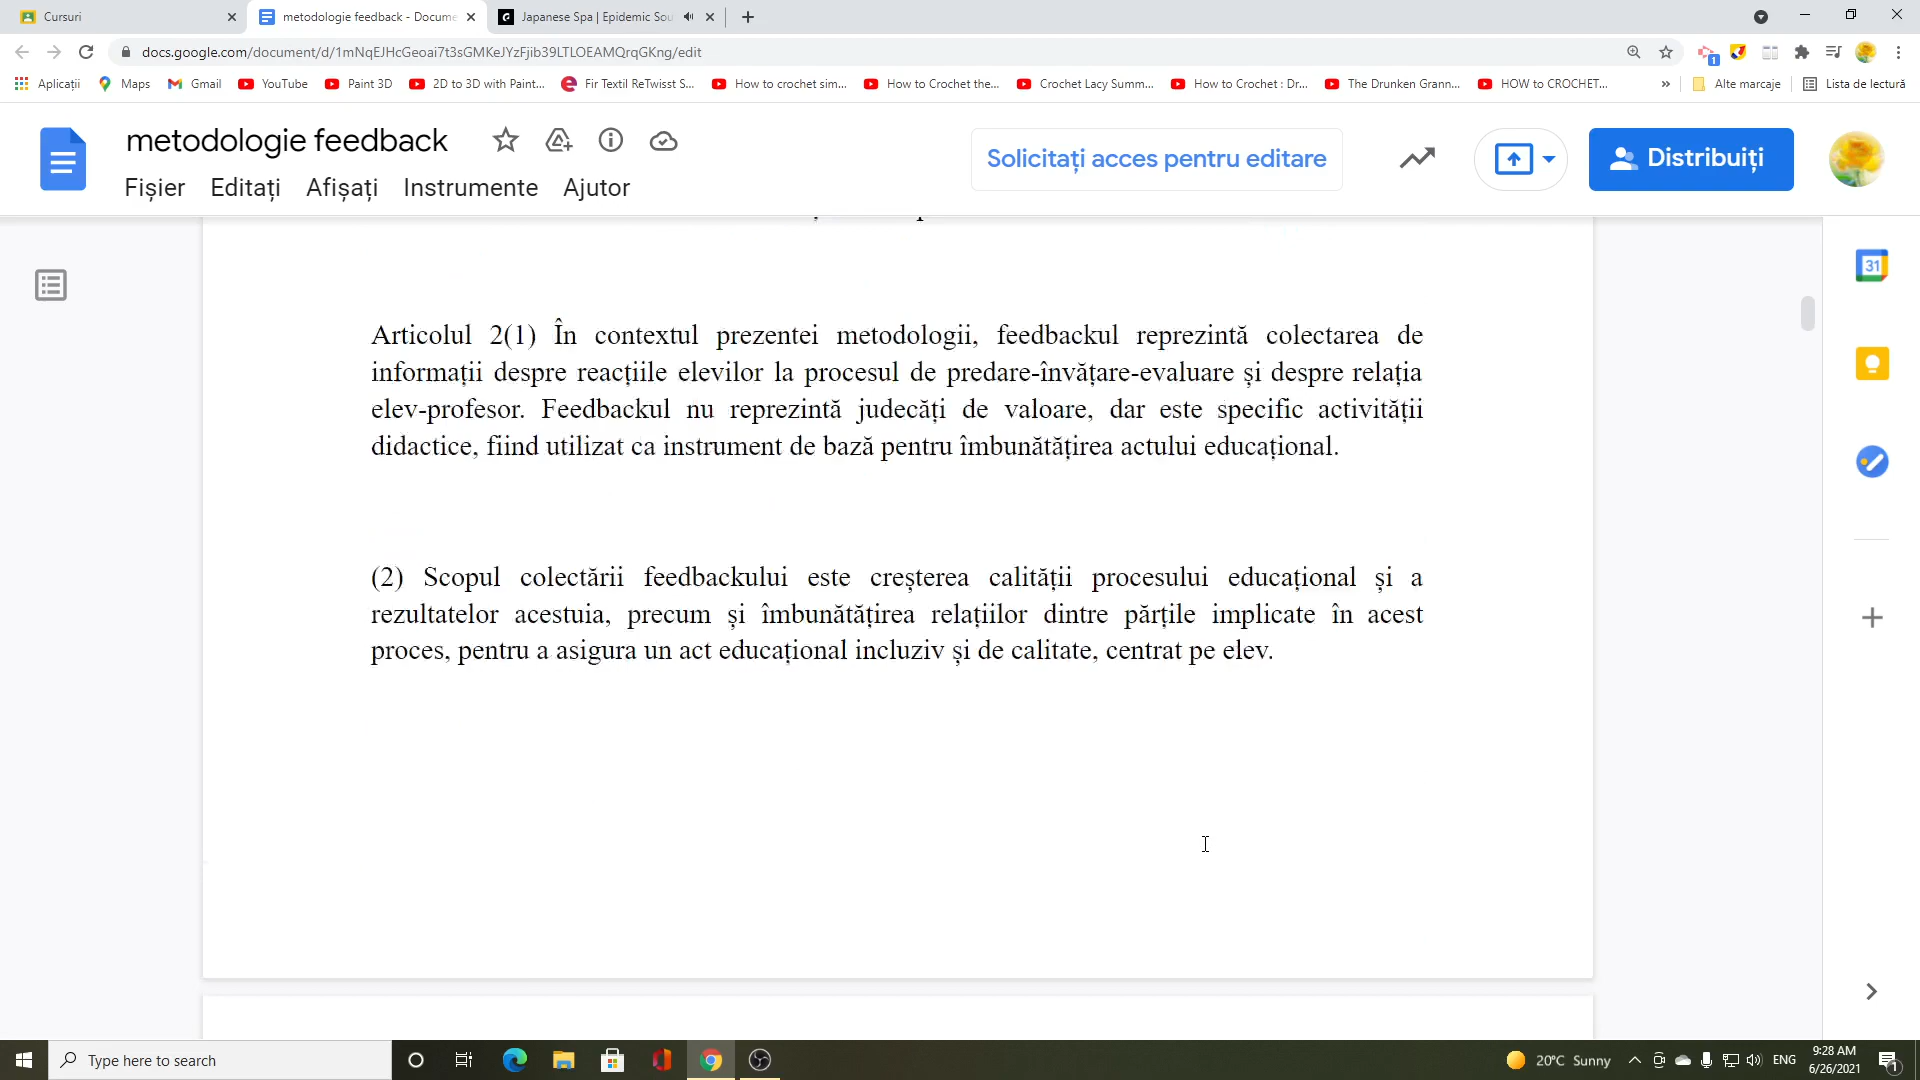 Cursuri
metodologie feedback - Docume
Japanese Spa | Epidemic Sou
docs.google.com/document/d/1mNqEJHcGeoai7t3sGMKeJYzFjib39LTLOEAMQrqGKng/edit
Aplicații Maps Gmail YouTube Paint 3D 2D to 3D with Paint... Fir Textil ReTwisst S... How to crochet sim... How to Crochet the... Crochet Lacy Summ... How to Crochet : Dr... The Drunken Grann... HOW to CROCHET... » Alte marcaje Lista de lectură
metodologie feedback
Solicitați acces pentru editare
Distribuiți
Fișier Editați Afișați Instrumente Ajutor
31
Articolul 2(1) În contextul prezentei metodologii, feedbackul reprezintă colectarea de
informații despre reacțiile elevilor la procesul de predare-învățare-evaluare și despre relația
elev-profesor. Feedbackul nu reprezintă judecăți de valoare, dar este specific activității
didactice, fiind utilizat ca instrument de bază pentru îmbunătățirea actului educațional.
(2) Scopul colectării feedbackului este creșterea calității procesului educațional și a
rezultatelor acestuia, precum și îmbunătățirea relațiilor dintre părțile implicate în acest
proces, pentru a asigura un act educațional incluziv și de calitate, centrat pe elev.
Type here to search
20°C Sunny
ENG
9:28 AM
6/26/2021
1